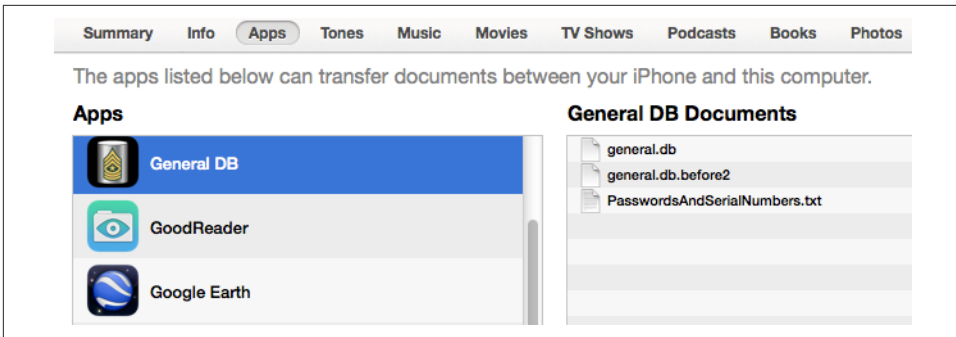 Summary Info Apps Tones Music Movies TV Shows Podcasts Books Photos
The apps listed below can transfer documents between your iPhone and this computer.
Apps
General DB
GoodReader
Google Earth
General DB Documents
general.db
general.db.before2
PasswordsAndSerialNumbers.txt